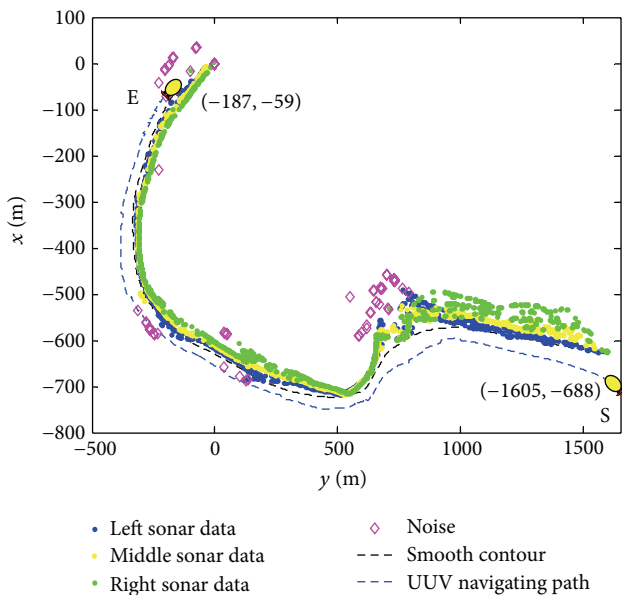 100
0
−100
−200
−300
−400
−500
−600
−700
−800
x (m)
E
(−187, −59)
(−1605, −688)
S
−500 0 500 1000 1500
y (m)
Left sonar data
Middle sonar data
Right sonar data
Noise
Smooth contour
UUV navigating path